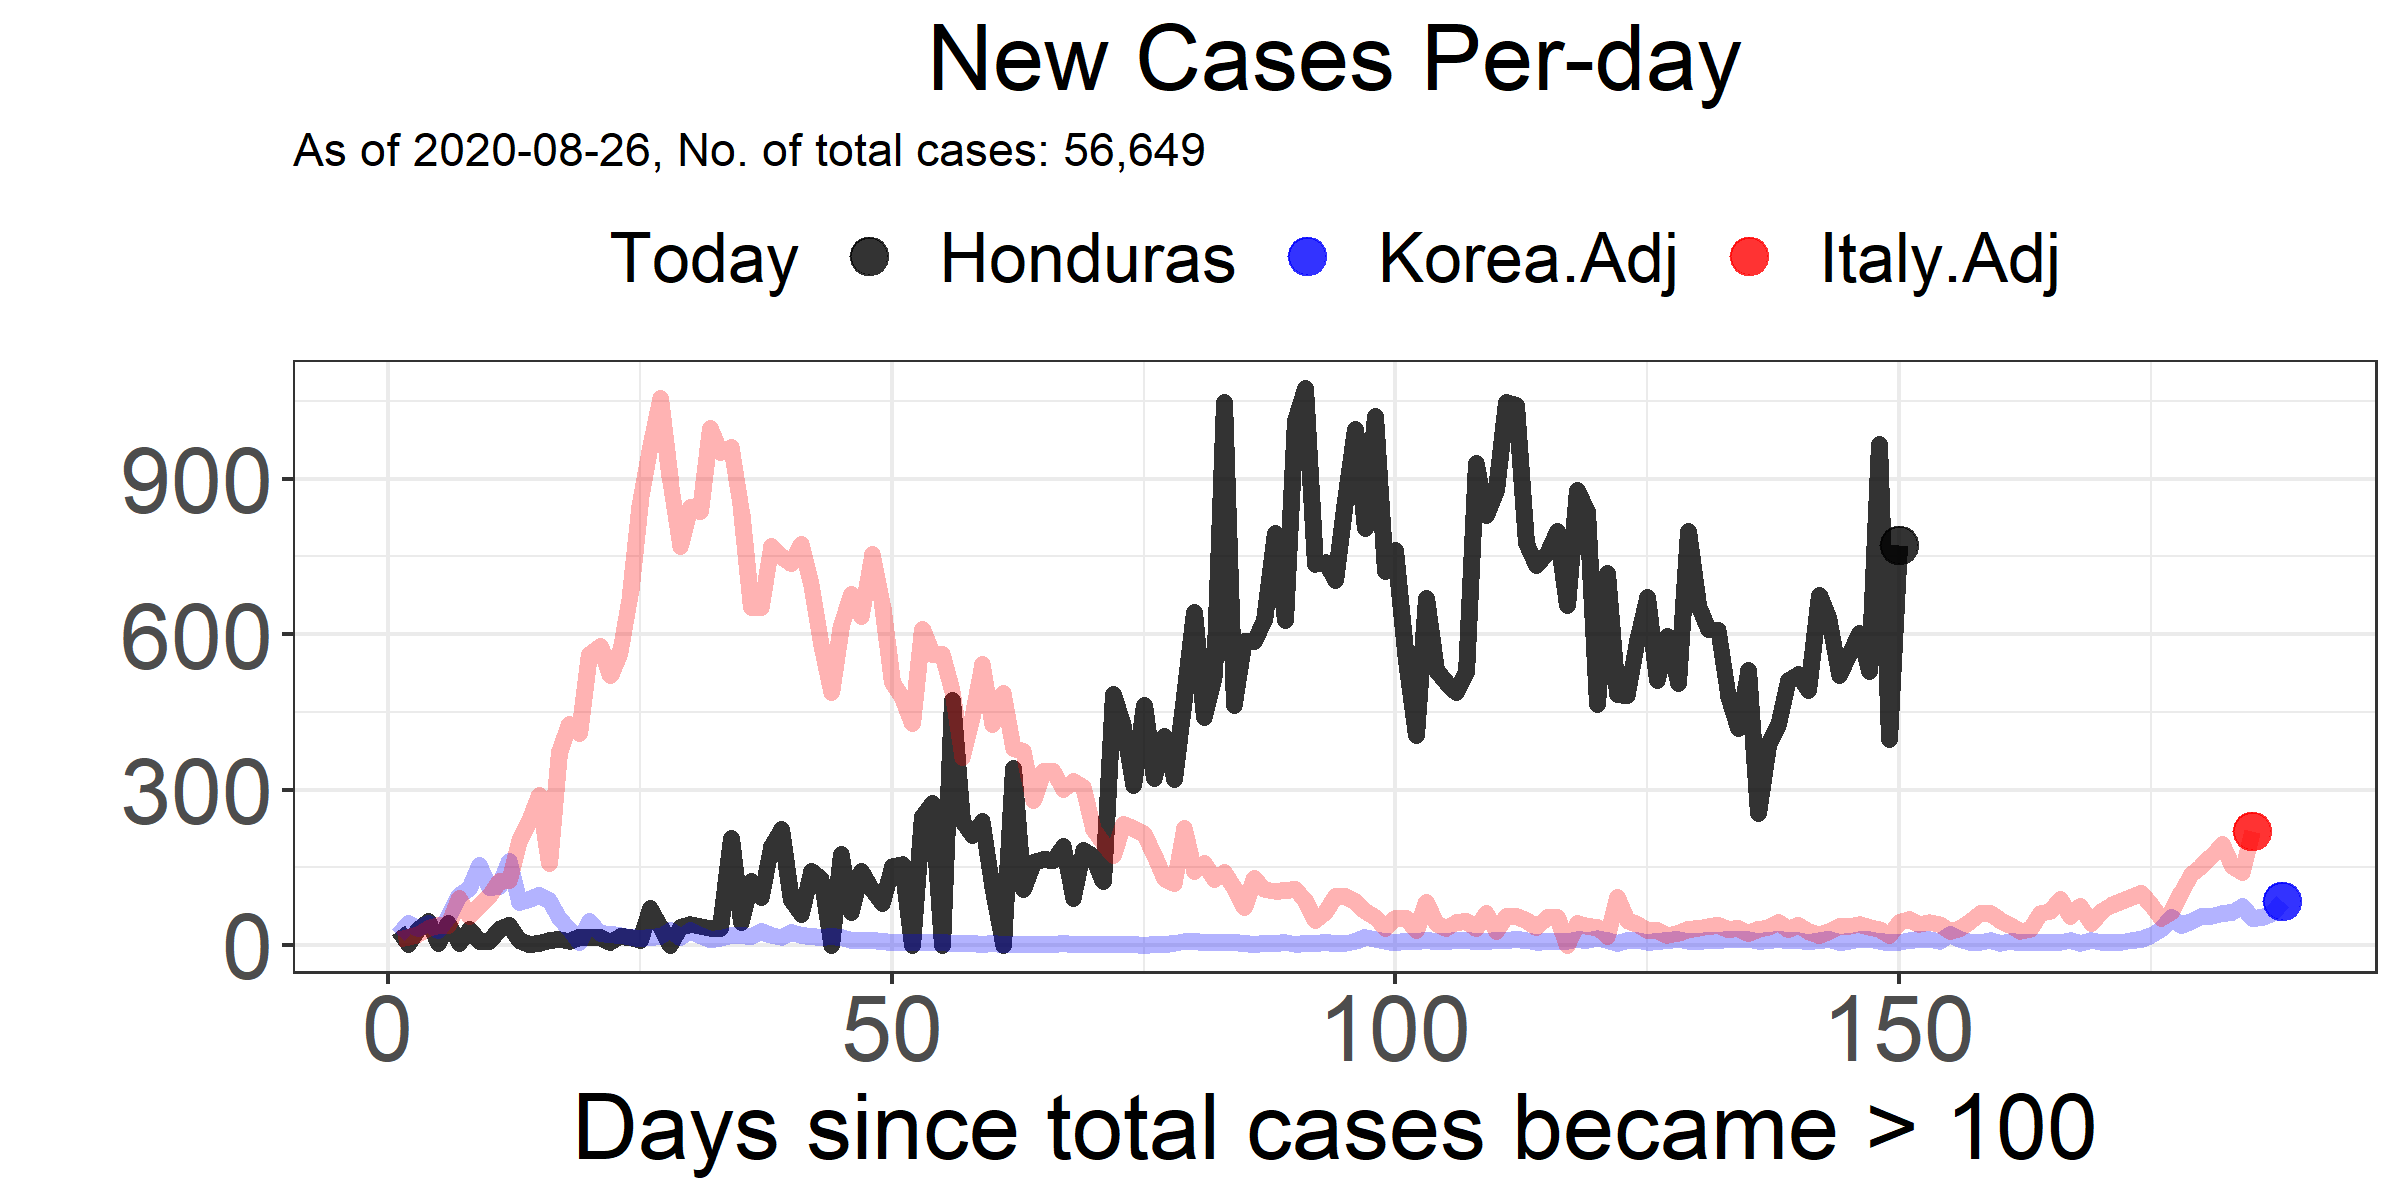 New Cases Per-day
As of 2020-08-26, No. of total cases: 56,649
Today Honduras Korea.Adj Italy.Adj
900
600
300
0
0 50 100 150
Days since total cases became > 100